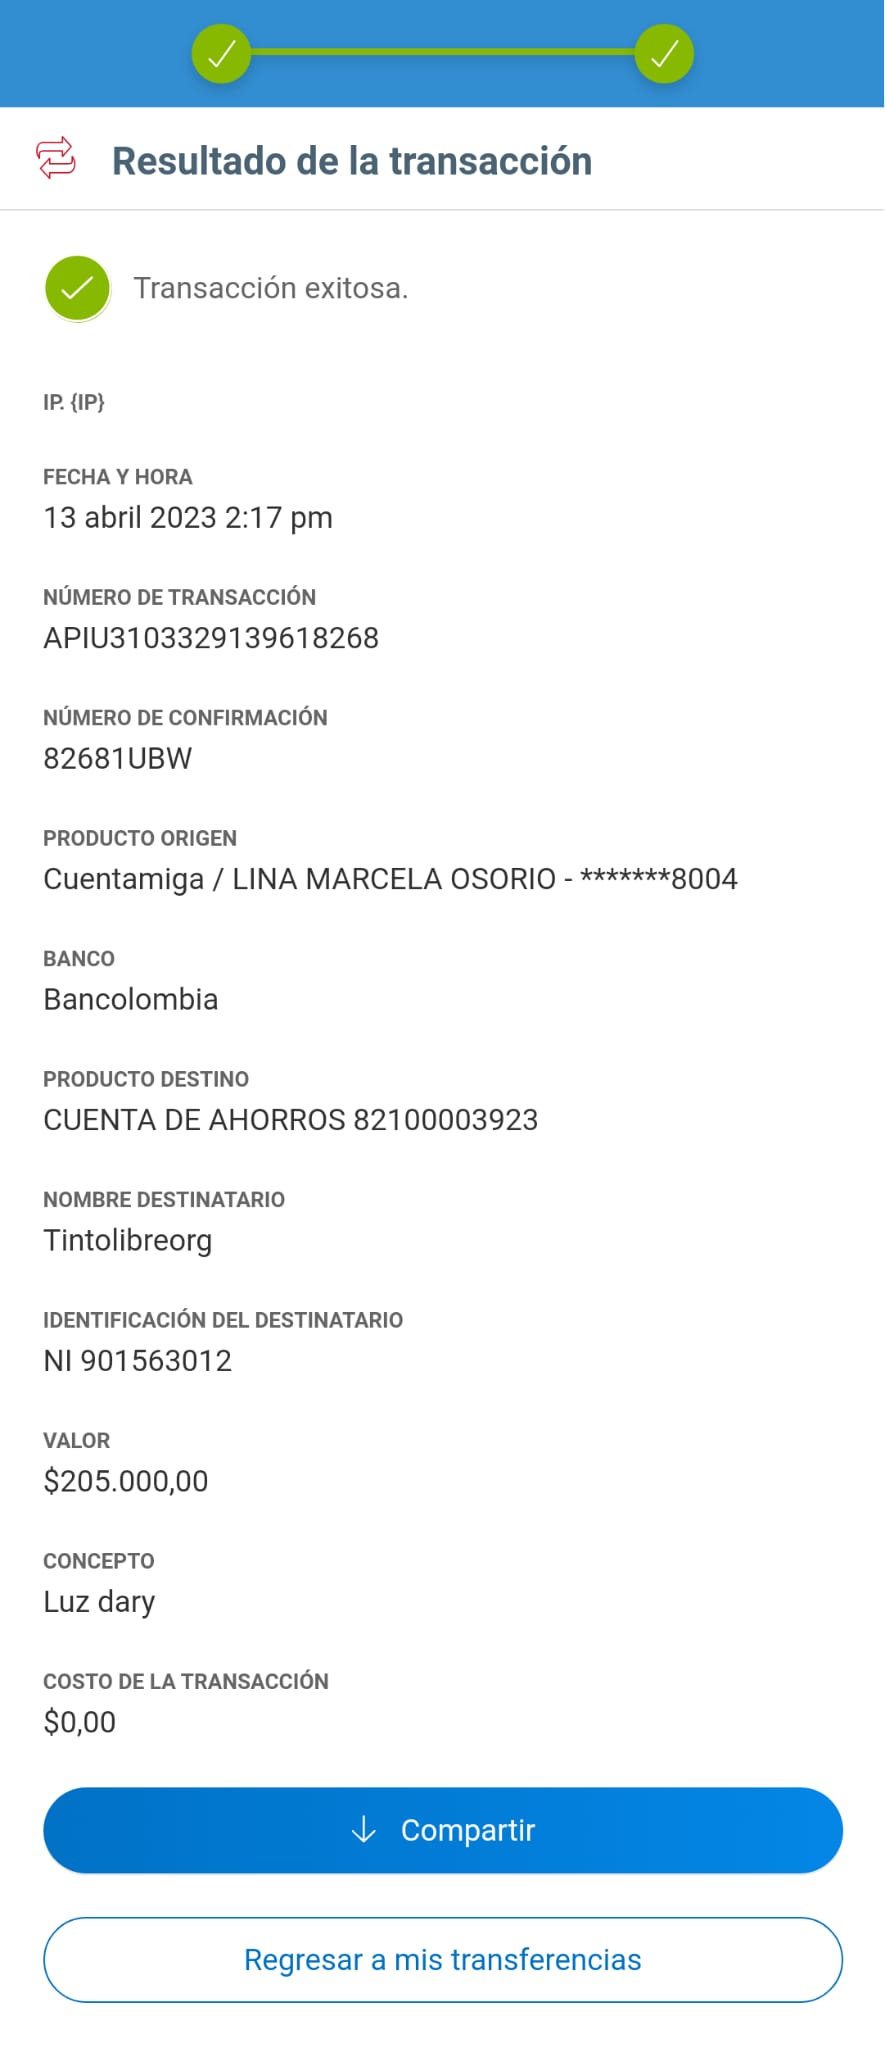 Resultado de la transacción
Transacción exitosa.
IP. {IP}
FECHA Y HORA
13 abril 2023 2:17 pm
NÚMERO DE TRANSACCIÓN
APIU3103329139618268
NÚMERO DE CONFIRMACIÓN
82681UBW
PRODUCTO ORIGEN
Cuentamiga / LINA MARCELA OSORIO - *******8004
BANCO
Bancolombia
PRODUCTO DESTINO
CUENTA DE AHORROS 82100003923
NOMBRE DESTINATARIO
Tintolibreorg
IDENTIFICACIÓN DEL DESTINATARIO
NI 901563012
VALOR
$205.000,00
CONCEPTO
Luz dary
COSTO DE LA TRANSACCIÓN
$0,00
Compartir
Regresar a mis transferencias